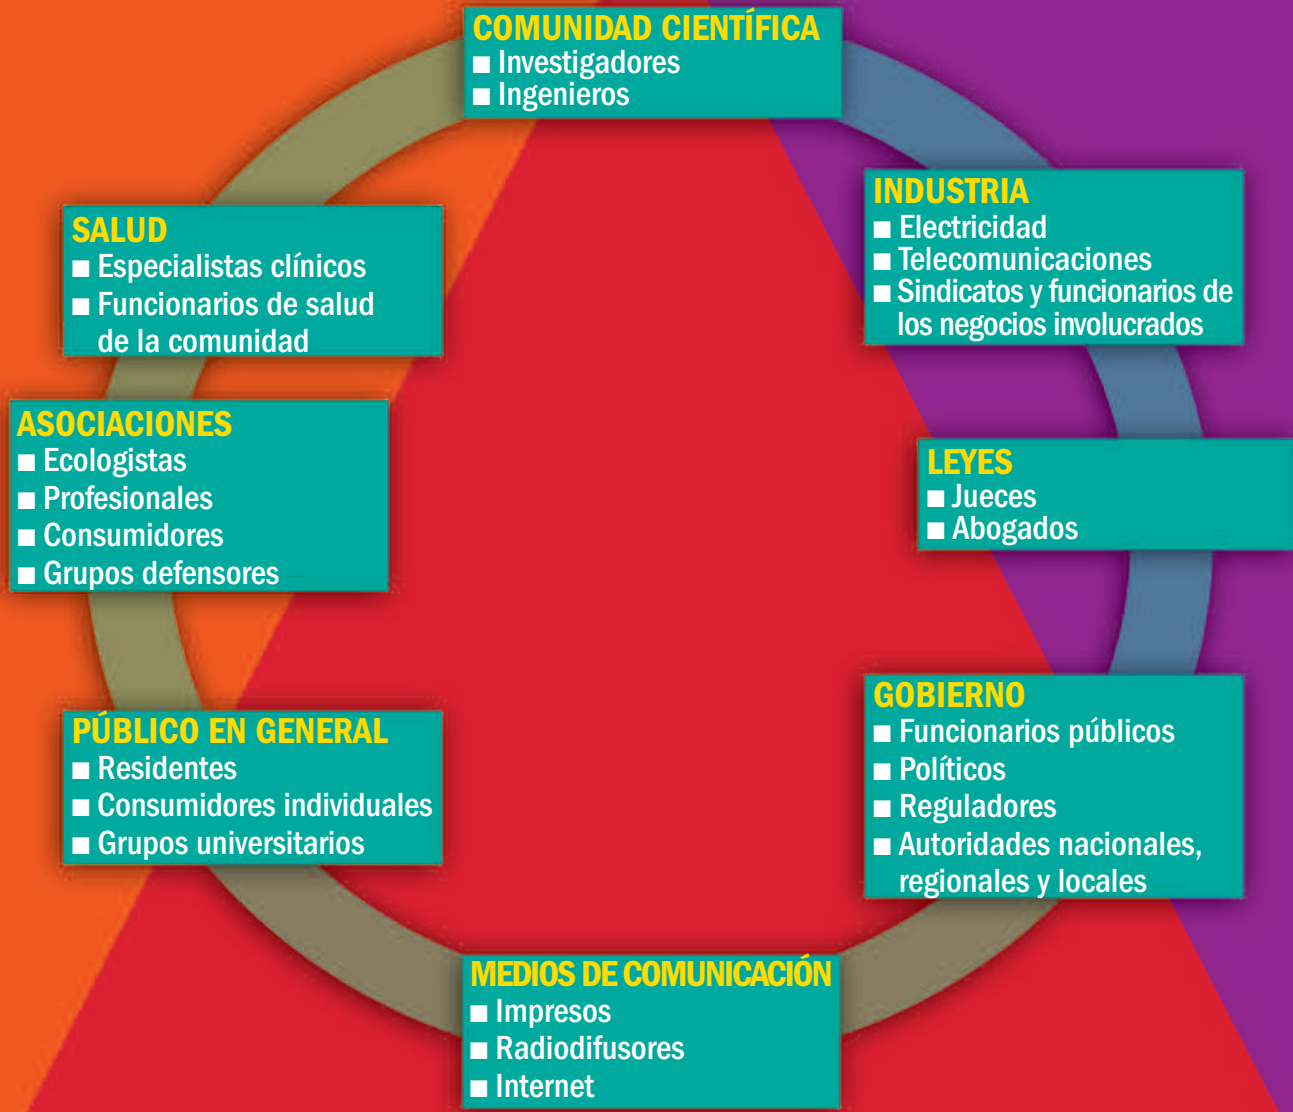 COMUNIDAD CIENTÍFICA
■ Investigadores
■ Ingenieros
INDUSTRIA
■ Electricidad
■ Telecomunicaciones
■ Sindicatos y funcionarios de
los negocios involucrados
LEYES
■ Jueces
■ Abogados
GOBIERNO
■ Funcionarios públicos
■ Políticos
■ Reguladores
■ Autoridades nacionales,
regionales y locales
MEDIOS DE COMUNICACIÓN
■ Impresos
■ Radiodifusores
■ Internet
PÚBLICO EN GENERAL
■ Residentes
■ Consumidores individuales
■ Grupos universitarios
ASOCIACIONES
■ Ecologistas
■ Profesionales
■ Consumidores
■ Grupos defensores
SALUD
■ Especialistas clínicos
■ Funcionarios de salud
de la comunidad